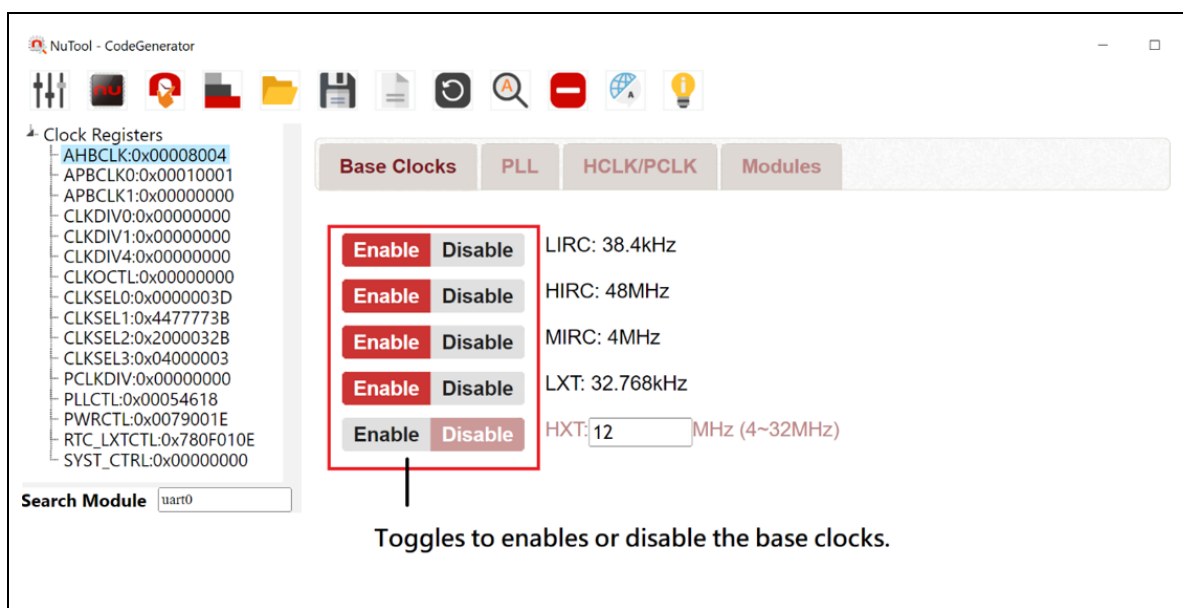 NuTool - CodeGenerator
Clock Registers
AHBCLK:0x00008004
APBCLK0:0x00010001
APBCLK1:0x00000000
CLKDIV0:0x00000000
CLKDIV1:0x00000000
CLKDIV4:0x00000000
CLKOCTL:0x00000000
CLKSEL0:0x0000003D
CLKSEL1:0x4477773B
CLKSEL2:0x2000032B
CLKSEL3:0x04000003
PCLKDIV:0x00000000
PLLCTL:0x00054618
PWRCTL:0x0079001E
RTC_LXTCTL:0x780F010E
SYST_CTRL:0x00000000
Search Module uart0
Base Clocks PLL HCLK/PCLK Modules
Enable Disable LIRC: 38.4kHz
Enable Disable HIRC: 48MHz
Enable Disable MIRC: 4MHz
Enable Disable LXT: 32.768kHz
Enable Disable HXT: 12 MHz (4~32MHz)
Toggles to enables or disable the base clocks.